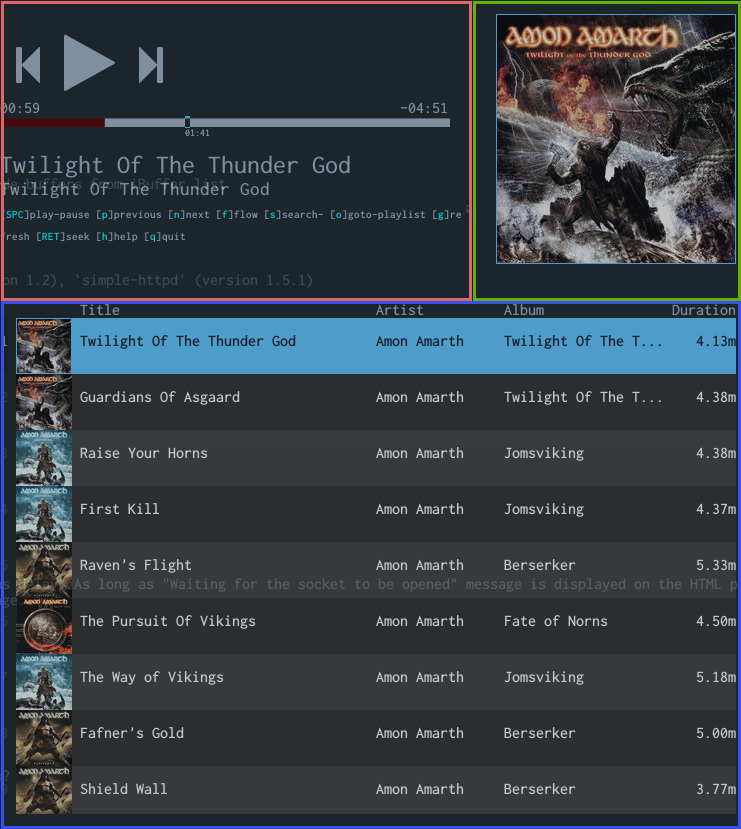 00:59 -04:51
01:41
Twilight Of The Thunder God
Twilight Of The Thunder God
[SPC]play-pause [p]previous [n]next [f]flow [s]search- [o]goto-playlist [g]re
fresh [RET]seek [h]help [q]quit
on 1.2), `simple-httpd' (version 1.5.1)
AMON AMARTH
TWILIGHT OF THE THUNDER GOD
Title Artist Album Duration
1 Twilight Of The Thunder God Amon Amarth Twilight Of The T... 4.13m
2 Guardians Of Asgaard Amon Amarth Twilight Of The T... 4.38m
Raise Your Horns Amon Amarth Jomsviking 4.38m
4 First Kill Amon Amarth Jomsviking 4.37m
Raven's Flight Amon Amarth Berserker 5.33m
As long as "Waiting for the socket to be opened" message is displayed on the HTML p
The Pursuit Of Vikings Amon Amarth Fate of Norns 4.50m
The Way of Vikings Amon Amarth Jomsviking 5.18m
Fafner's Gold Amon Amarth Berserker 5.00m
Shield Wall Amon Amarth Berserker 3.77m